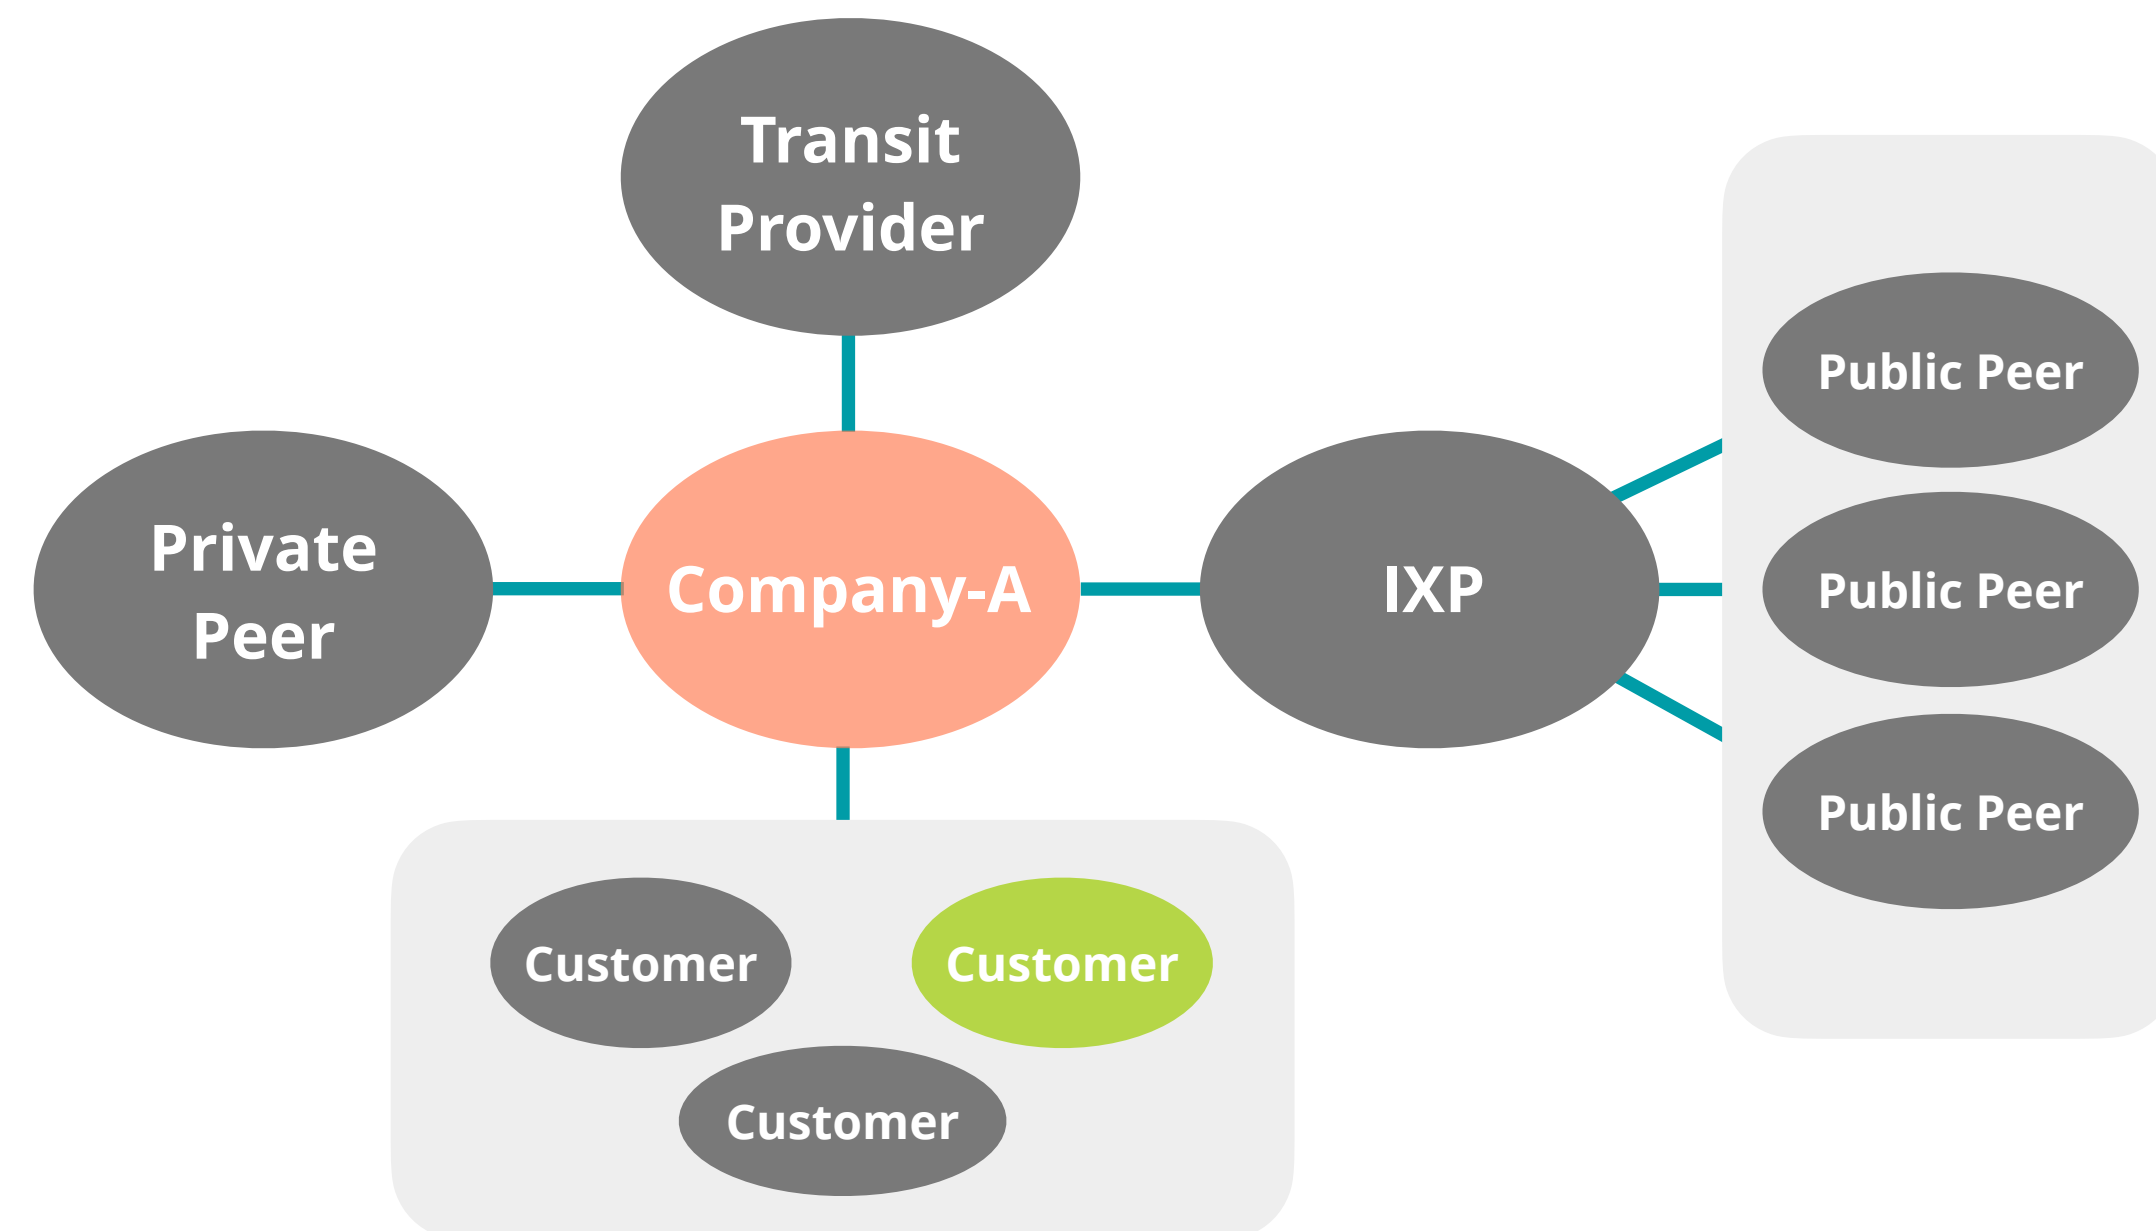 Transit
Provider
Private
Peer
Company-A
IXP
Public Peer
Public Peer
Public Peer
Customer
Customer
Customer